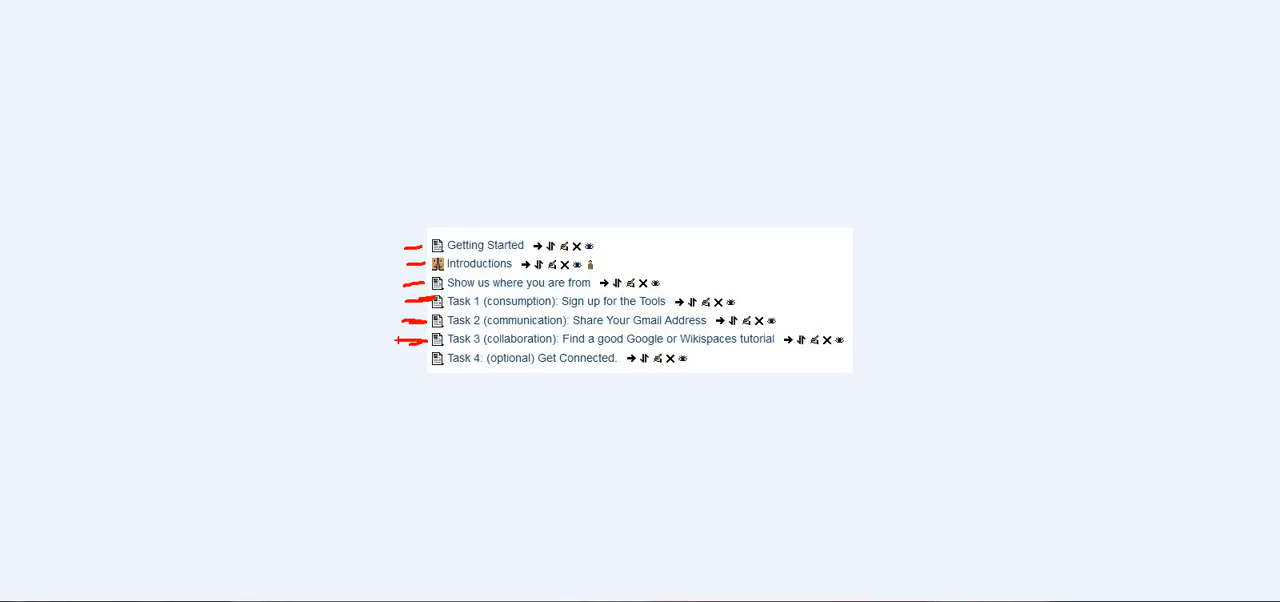 Getting Started
Introductions
Show us where you are from
Task 1 (consumption): Sign up for the Tools
Task 2 (communication): Share Your Gmail Address
Task 3 (collaboration): Find a good Google or Wikispaces tutorial
Task 4: (optional) Get Connected.